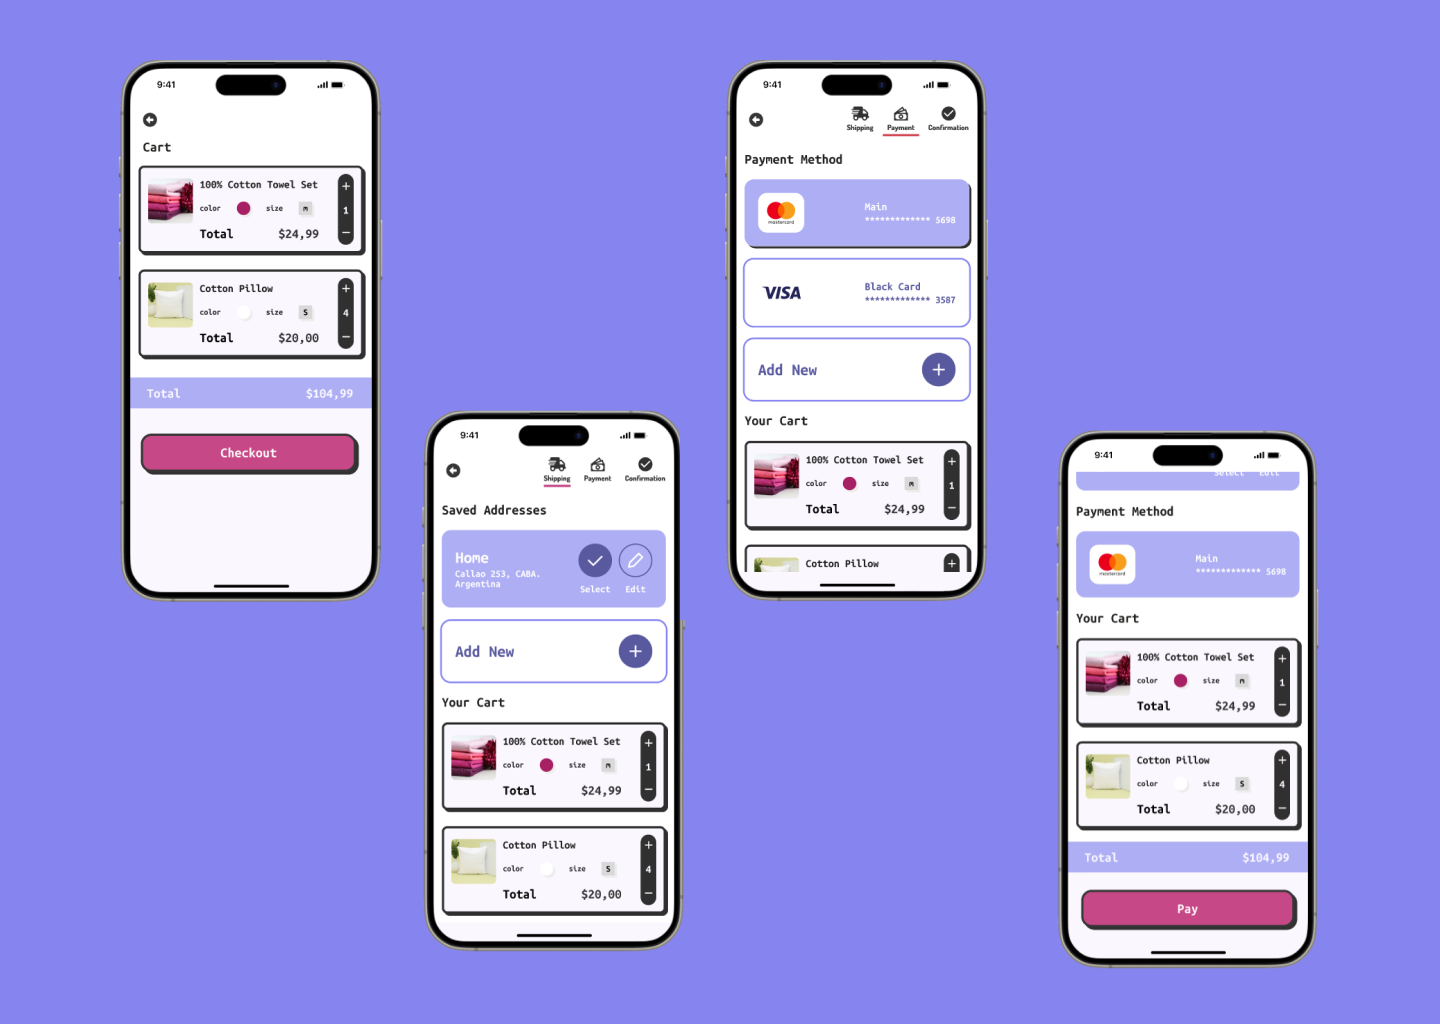 9:41
Cart
100% Cotton Towel Set
color size M
1
Total $24,99
Cotton Pillow
color size S
4
Total $20,00
Total $104,99
Checkout
9:41
Shipping Payment Confirmation
Saved Addresses
Home
Callao 253, CABA.
Argentina
Select Edit
Add New
Your Cart
100% Cotton Towel Set
color size M
1
Total $24,99
Cotton Pillow
color size S
4
Total $20,00
9:41
Shipping Payment Confirmation
Payment Method
mastercard
Main
************* 5698
VISA
Black Card
************* 3587
Add New
Your Cart
100% Cotton Towel Set
color size M
1
Total $24,99
Cotton Pillow
9:41
Select Edit
Payment Method
mastercard
Main
************* 5698
Your Cart
100% Cotton Towel Set
color size M
1
Total $24,99
Cotton Pillow
color size S
4
Total $20,00
Total $104,99
Pay